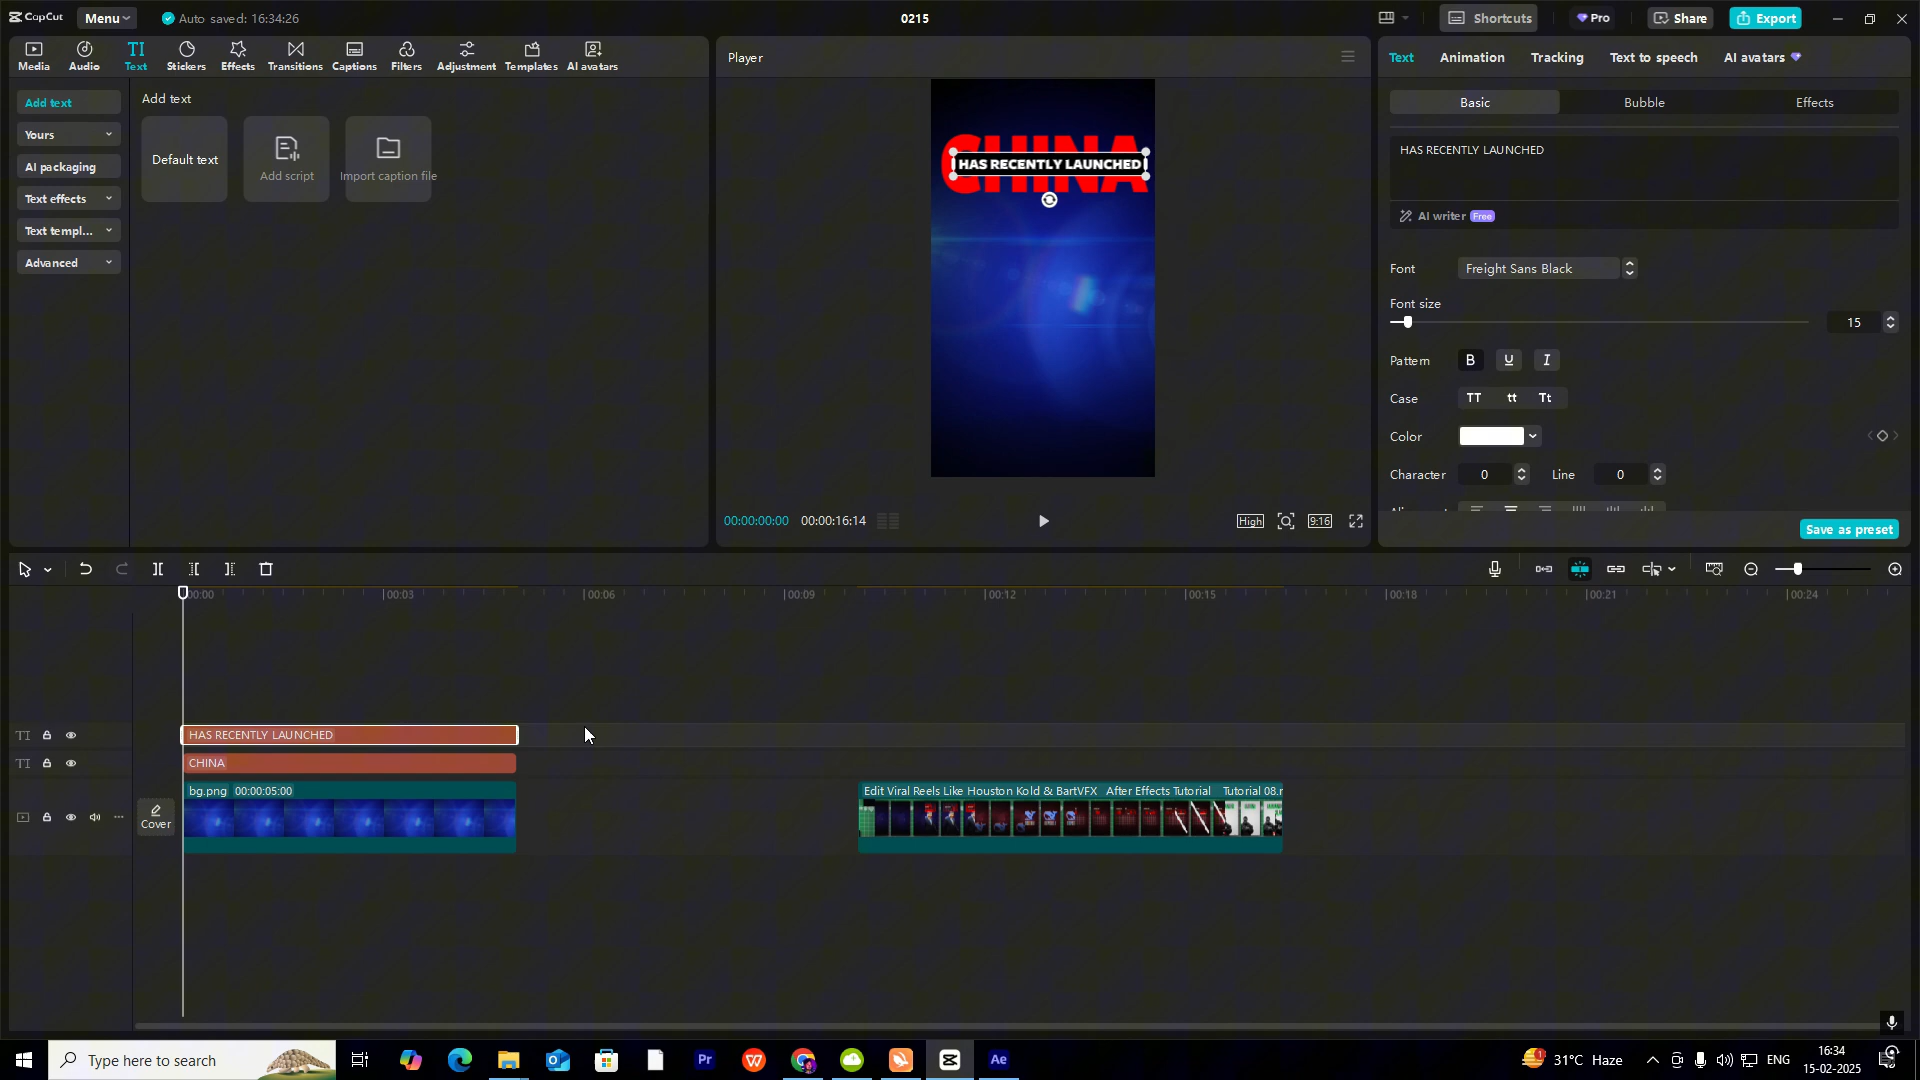 CapCut
Menu
Auto saved: 16:34:26
0215
Shortcuts
Pro
Share
Export
Media
Audio
TI
Text
Stickers
Effects
Transitions
Captions
Filters
Adjustment
Templates
AI avatars
Add text
Yours
AI packaging
Text effects
Text templ...
Advanced
Add text
Default text
Add script
Import caption file
Player
CHINA
HAS RECENTLY LAUNCHED
00:00:00:00 00:00:16:14
High
9:16
Text Animation Tracking Text to speech AI avatars
Basic Bubble Effects
HAS RECENTLY LAUNCHED
AI writer Free
Font Freight Sans Black
Font size
15
Pattern B U I
Case TT tt Tt
Color
Character 0 Line 0
Save as preset
00:00 00:03 00:06 00:09 00:12 00:15 00:18 00:21 00:24
TI HAS RECENTLY LAUNCHED
TI CHINA
bg.png 00:00:05:00
Cover
Edit Viral Reels Like Houston Kold & BartVFX After Effects Tutorial Tutorial 08.r
Type here to search
Pr
Ae
1
31°C Haze
ENG
16:34
15-02-2025